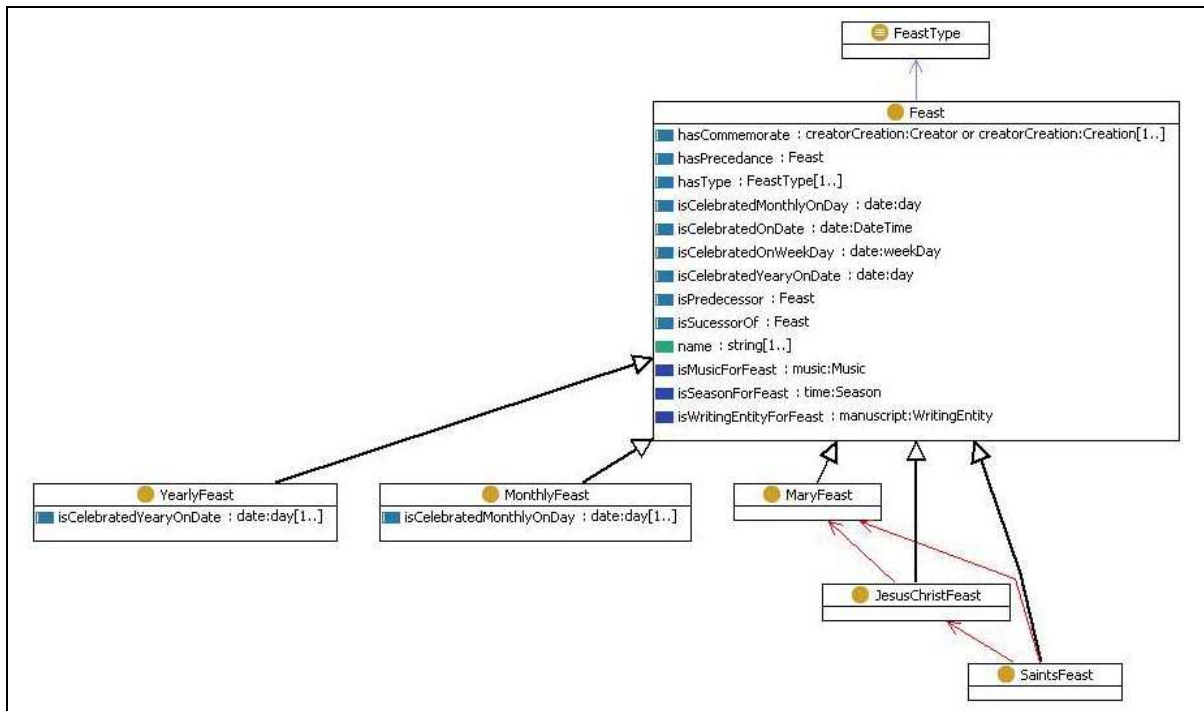 FeastType
Feast
hasCommemorate : creatorCreation:Creator or creatorCreation:Creation[1..]
hasPrecedance : Feast
hasType : FeastType[1..]
isCelebratedMonthlyOnDay : date:day
isCelebratedOnDate : date:DateTime
isCelebratedOnWeekDay : date:weekDay
isCelebratedYearyOnDate : date:day
isPredecessor : Feast
isSucessorOf : Feast
name : string[1..]
isMusicForFeast : music:Music
isSeasonForFeast : time:Season
isWritingEntityForFeast : manuscript:WritingEntity
YearlyFeast
isCelebratedYearyOnDate : date:day[1..]
MonthlyFeast
isCelebratedMonthlyOnDay : date:day[1..]
MaryFeast
JesusChristFeast
SaintsFeast